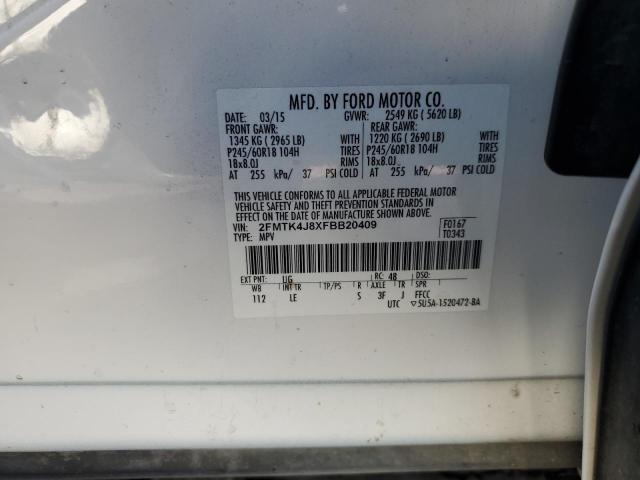 MFD. BY FORD MOTOR CO.
DATE: 03/15 GVWR: 2549 KG ( 5620 LB)
FRONT GAWR: REAR GAWR:
1345 KG ( 2965 LB) WITH 1220 KG ( 2690 LB) WITH
P245/60R18 104H TIRES P245/60R18 104H TIRES
18x8.0J RIMS 18x8.0J RIMS
AT 255 kPa/ 37 PSI COLD AT 255 kPa/ 37 PSI COLD
THIS VEHICLE CONFORMS TO ALL APPLICABLE FEDERAL MOTOR
VEHICLE SAFETY AND THEFT PREVENTION STANDARDS IN
EFFECT ON THE DATE OF MANUFACTURE SHOWN ABOVE.
VIN: 2FMTK4J8XFBB20409 F0167
TYPE: MPV T0343
EXT PNT: UG RC: 48 DSO:
WB INT TR TP/PS R AXLE TR SPR
112 LE S 3F J FFCC
UTC ▽5U5A-1520472-BA